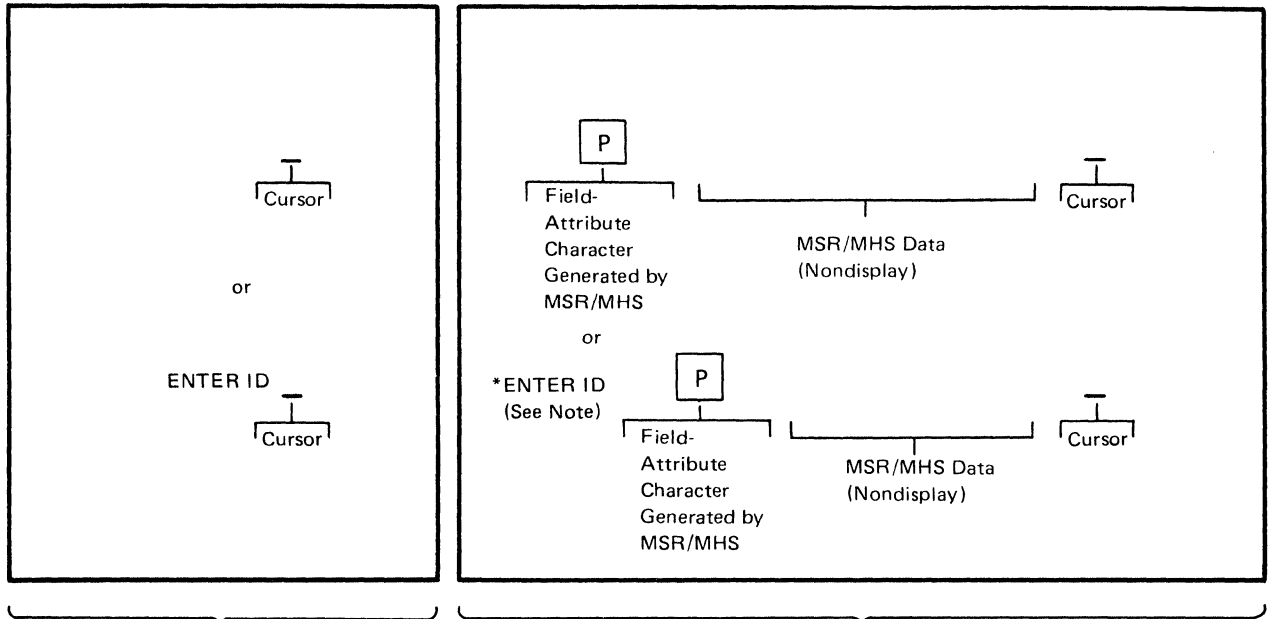 Cursor
or
ENTER ID
Cursor
P
Field-
Attribute
Character
Generated by
MSR/MHS
MSR/MHS Data
(Nondisplay)
Cursor
or
*ENTER ID
(See Note)
P
Field-
Attribute
Character
Generated by
MSR/MHS
MSR/MHS Data
(Nondisplay)
Cursor